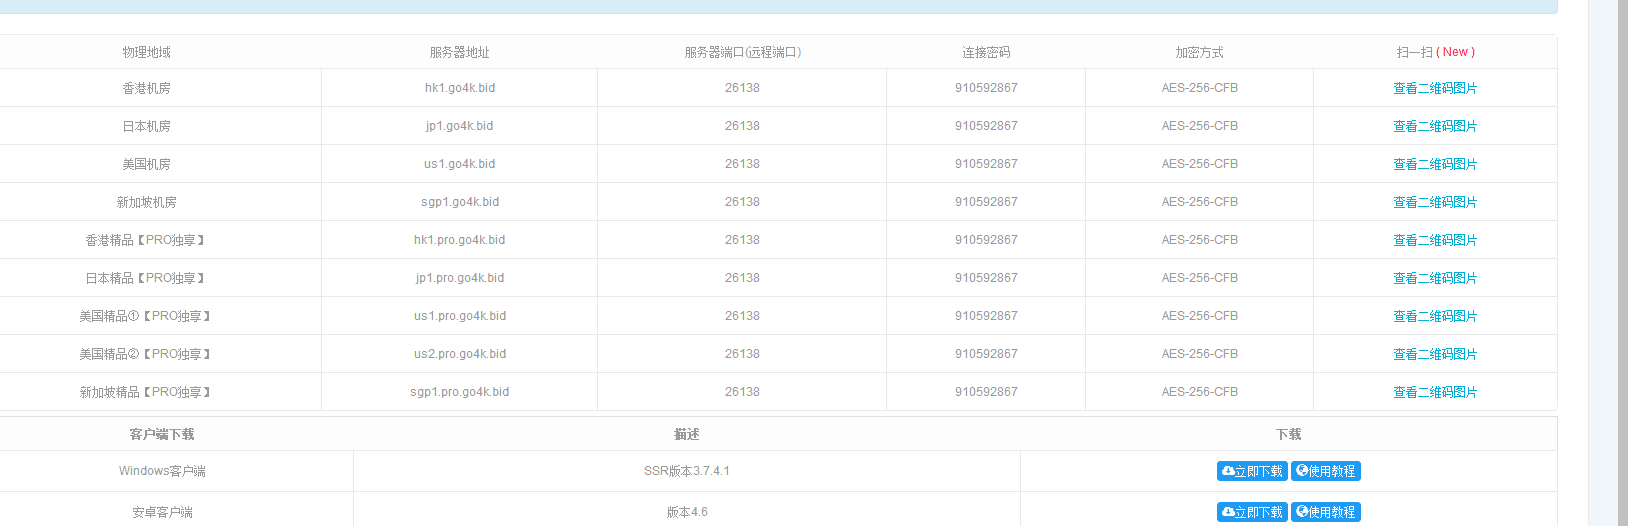 物理地域 服务器地址 服务器端口(远程端口) 连接密码 加密方式 扫一扫 ( New )
香港机房 hk1.go4k.bid 26138 910592867 AES-256-CFB 查看二维码图片
日本机房 jp1.go4k.bid 26138 910592867 AES-256-CFB 查看二维码图片
美国机房 us1.go4k.bid 26138 910592867 AES-256-CFB 查看二维码图片
新加坡机房 sgp1.go4k.bid 26138 910592867 AES-256-CFB 查看二维码图片
香港精品【PRO独享】 hk1.pro.go4k.bid 26138 910592867 AES-256-CFB 查看二维码图片
日本精品【PRO独享】 jp1.pro.go4k.bid 26138 910592867 AES-256-CFB 查看二维码图片
美国精品①【PRO独享】 us1.pro.go4k.bid 26138 910592867 AES-256-CFB 查看二维码图片
美国精品②【PRO独享】 us2.pro.go4k.bid 26138 910592867 AES-256-CFB 查看二维码图片
新加坡精品【PRO独享】 sgp1.pro.go4k.bid 26138 910592867 AES-256-CFB 查看二维码图片
客户端下载 描述 下载
Windows客户端 SSR版本3.7.4.1 立即下载 使用教程
安卓客户端 版本4.6 立即下载 使用教程